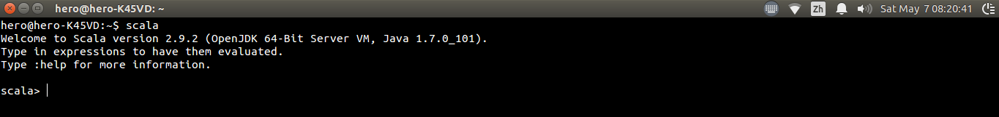 hero@hero-K45VD: ~
Zh
Sat May 7 08:20:41
hero@hero-K45VD:~$ scala
Welcome to Scala version 2.9.2 (OpenJDK 64-Bit Server VM, Java 1.7.0_101).
Type in expressions to have them evaluated.
Type :help for more information.
scala>